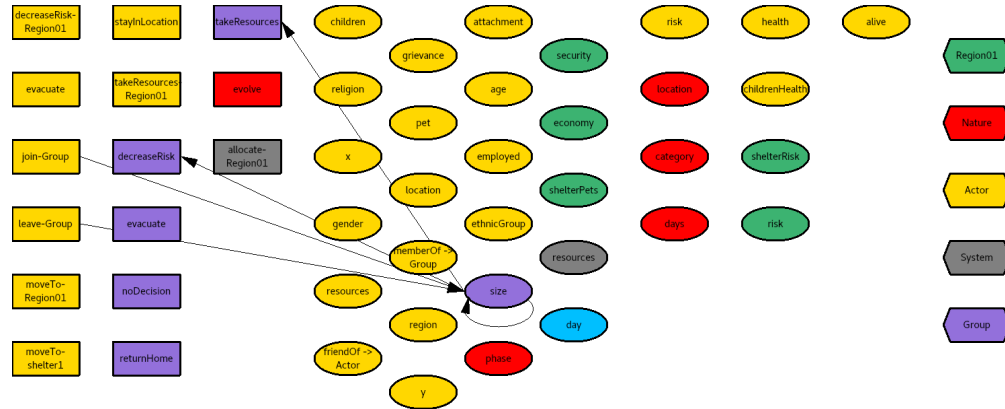 decreaseRisk-
Region01
stayInLocation
takeResources
children
attachment
risk
health
alive
grievance
security
Region01
evacuate
takeResources-
Region01
evolve
religion
age
location
childrenHealth
pet
economy
Nature
join-Group
decreaseRisk
allocate-
Region01
x
employed
category
shelterRisk
location
shelterPets
Actor
leave-Group
evacuate
gender
ethnicGroup
days
risk
memberOf ->
Group
resources
System
moveTo-
Region01
noDecision
resources
size
region
day
Group
moveTo-
shelter1
returnHome
friendOf ->
Actor
phase
y